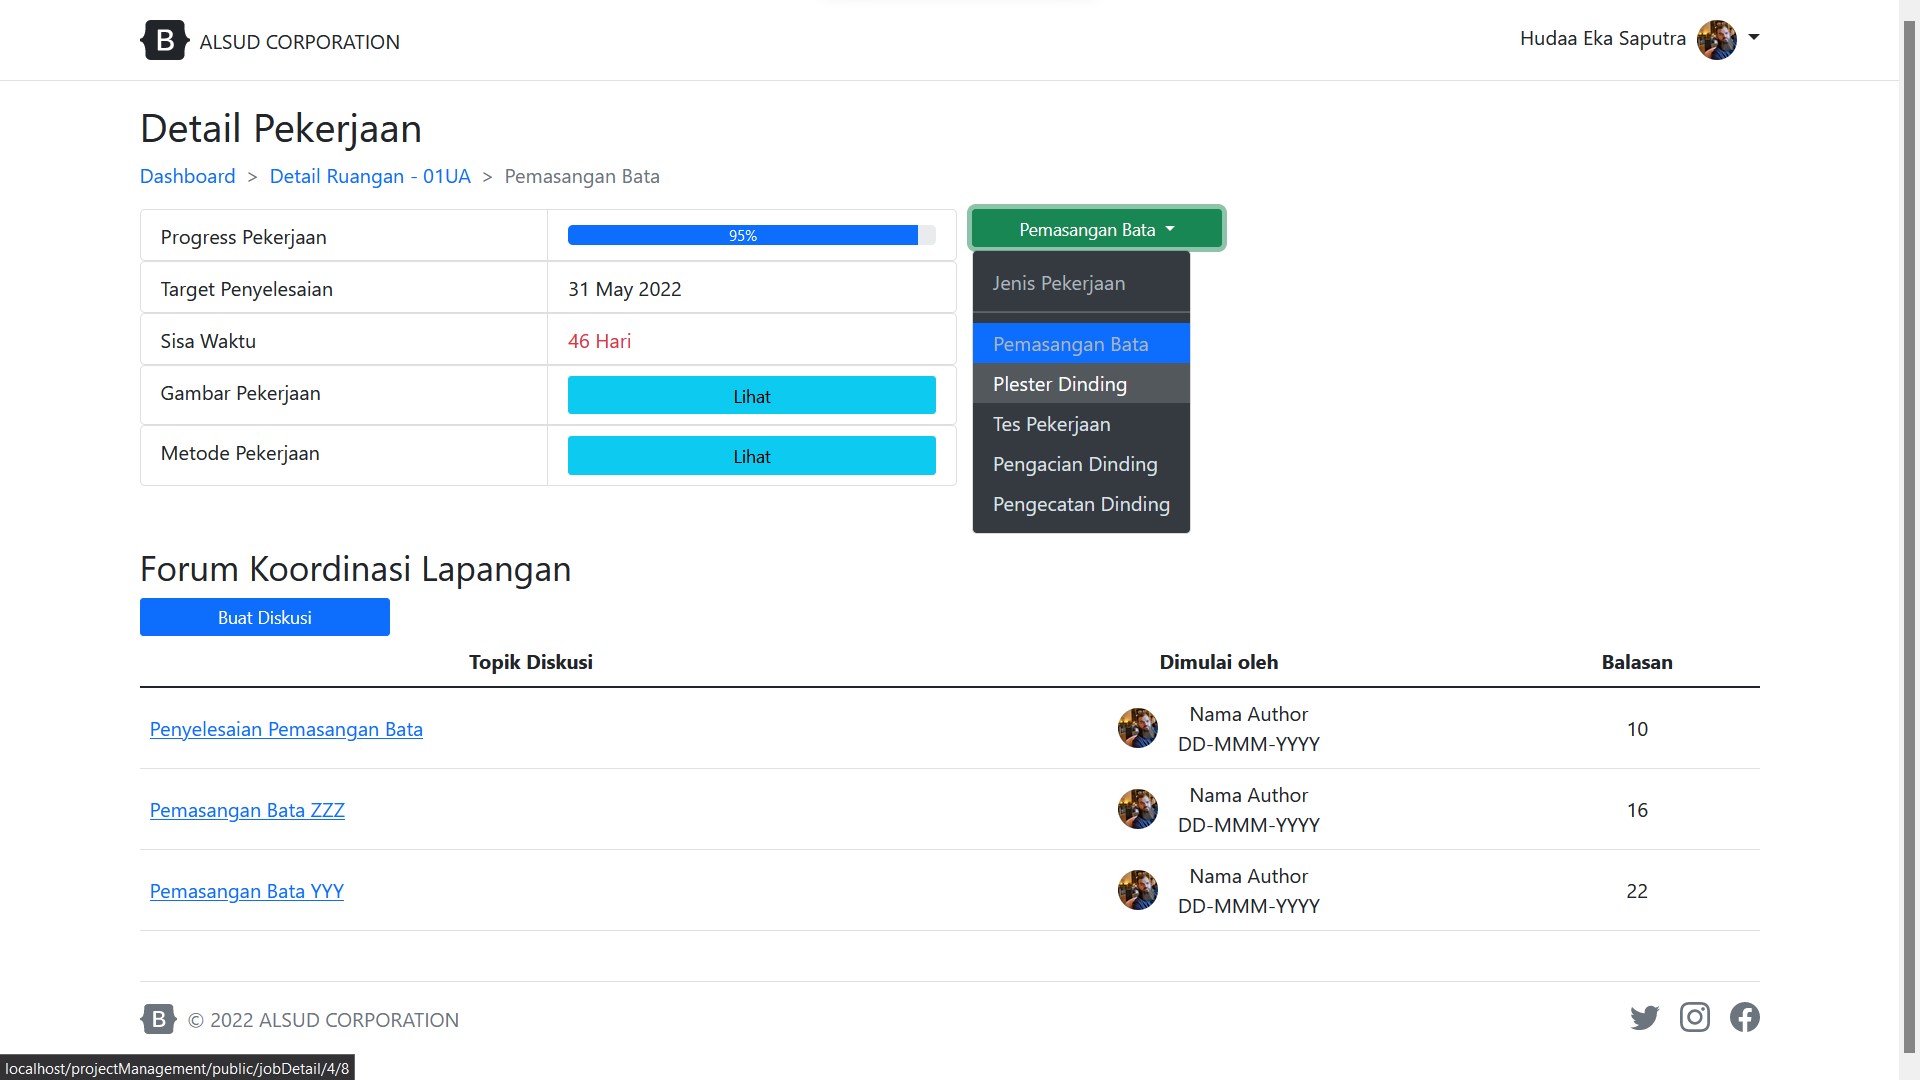 B ALSUD CORPORATION
Hudaa Eka Saputra
Detail Pekerjaan
Dashboard > Detail Ruangan - 01UA > Pemasangan Bata
Progress Pekerjaan 95%
Target Penyelesaian 31 May 2022
Sisa Waktu 46 Hari
Gambar Pekerjaan Lihat
Metode Pekerjaan Lihat
Pemasangan Bata
Jenis Pekerjaan
Pemasangan Bata
Plester Dinding
Tes Pekerjaan
Pengacian Dinding
Pengecatan Dinding
Forum Koordinasi Lapangan
Buat Diskusi
Topik Diskusi Dimulai oleh Balasan
Penyelesaian Pemasangan Bata Nama Author 10
DD-MMM-YYYY
Pemasangan Bata ZZZ Nama Author 16
DD-MMM-YYYY
Pemasangan Bata YYY Nama Author 22
DD-MMM-YYYY
B © 2022 ALSUD CORPORATION
localhost/projectManagement/public/jobDetail/4/8